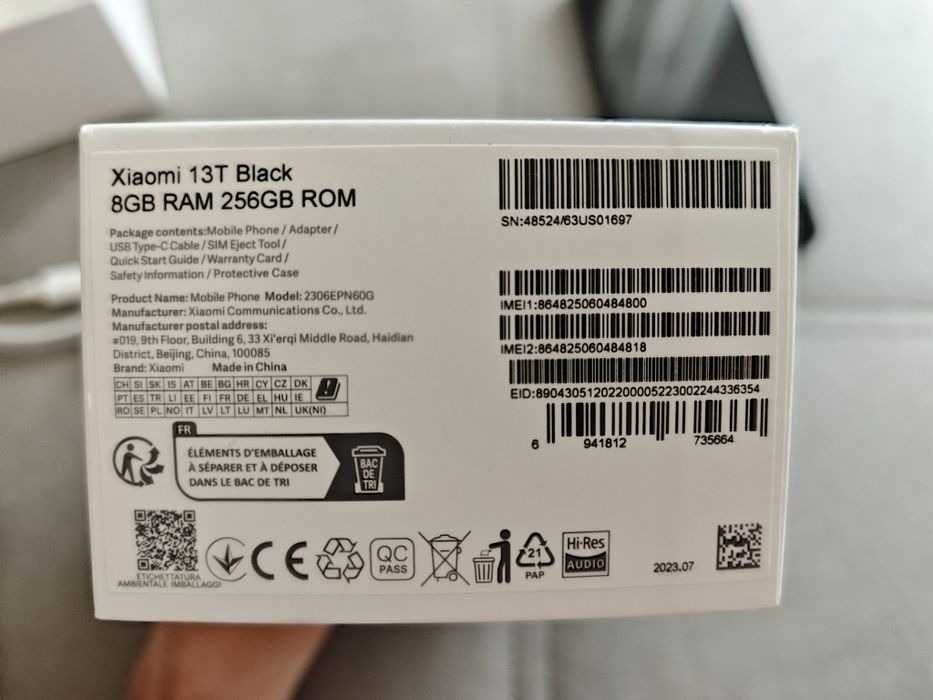 Xiaomi 13T Black
8GB RAM 256GB ROM
Package contents:Mobile Phone / Adapter /
USB Type-C Cable / SIM Eject Tool /
Quick Start Guide / Warranty Card /
Safety Information / Protective Case
Product Name: Mobile Phone Model: 2306EPN60G
Manufacturer: Xiaomi Communications Co., Ltd.
Manufacturer postal address:
#019, 9th Floor, Building 6, 33 Xi'erqi Middle Road, Haidian
District, Beijing, China, 100085
Brand: Xiaomi Made in China
CH SI SK IS AT BE BG HR CY CZ DK
PT ES TR LI EE FI FR DE EL HU IE
RO SE PL NO IT LV LT LU MT NL UK(NI)
FR
ÉLÉMENTS D'EMBALLAGE
À SÉPARER ET À DÉPOSER
DANS LE BAC DE TRI
BAC
DE
TRI
ETICHETTATURA
AMBIENTALE IMBALLAGGI
CE
QC
PASS
21
PAP
Hi-Res
AUDIO
2023.07
SN:48524/63US01697
IMEI1:864825060484800
IMEI2:864825060484818
EID:89043051202200005223002244336354
6 941812 735664